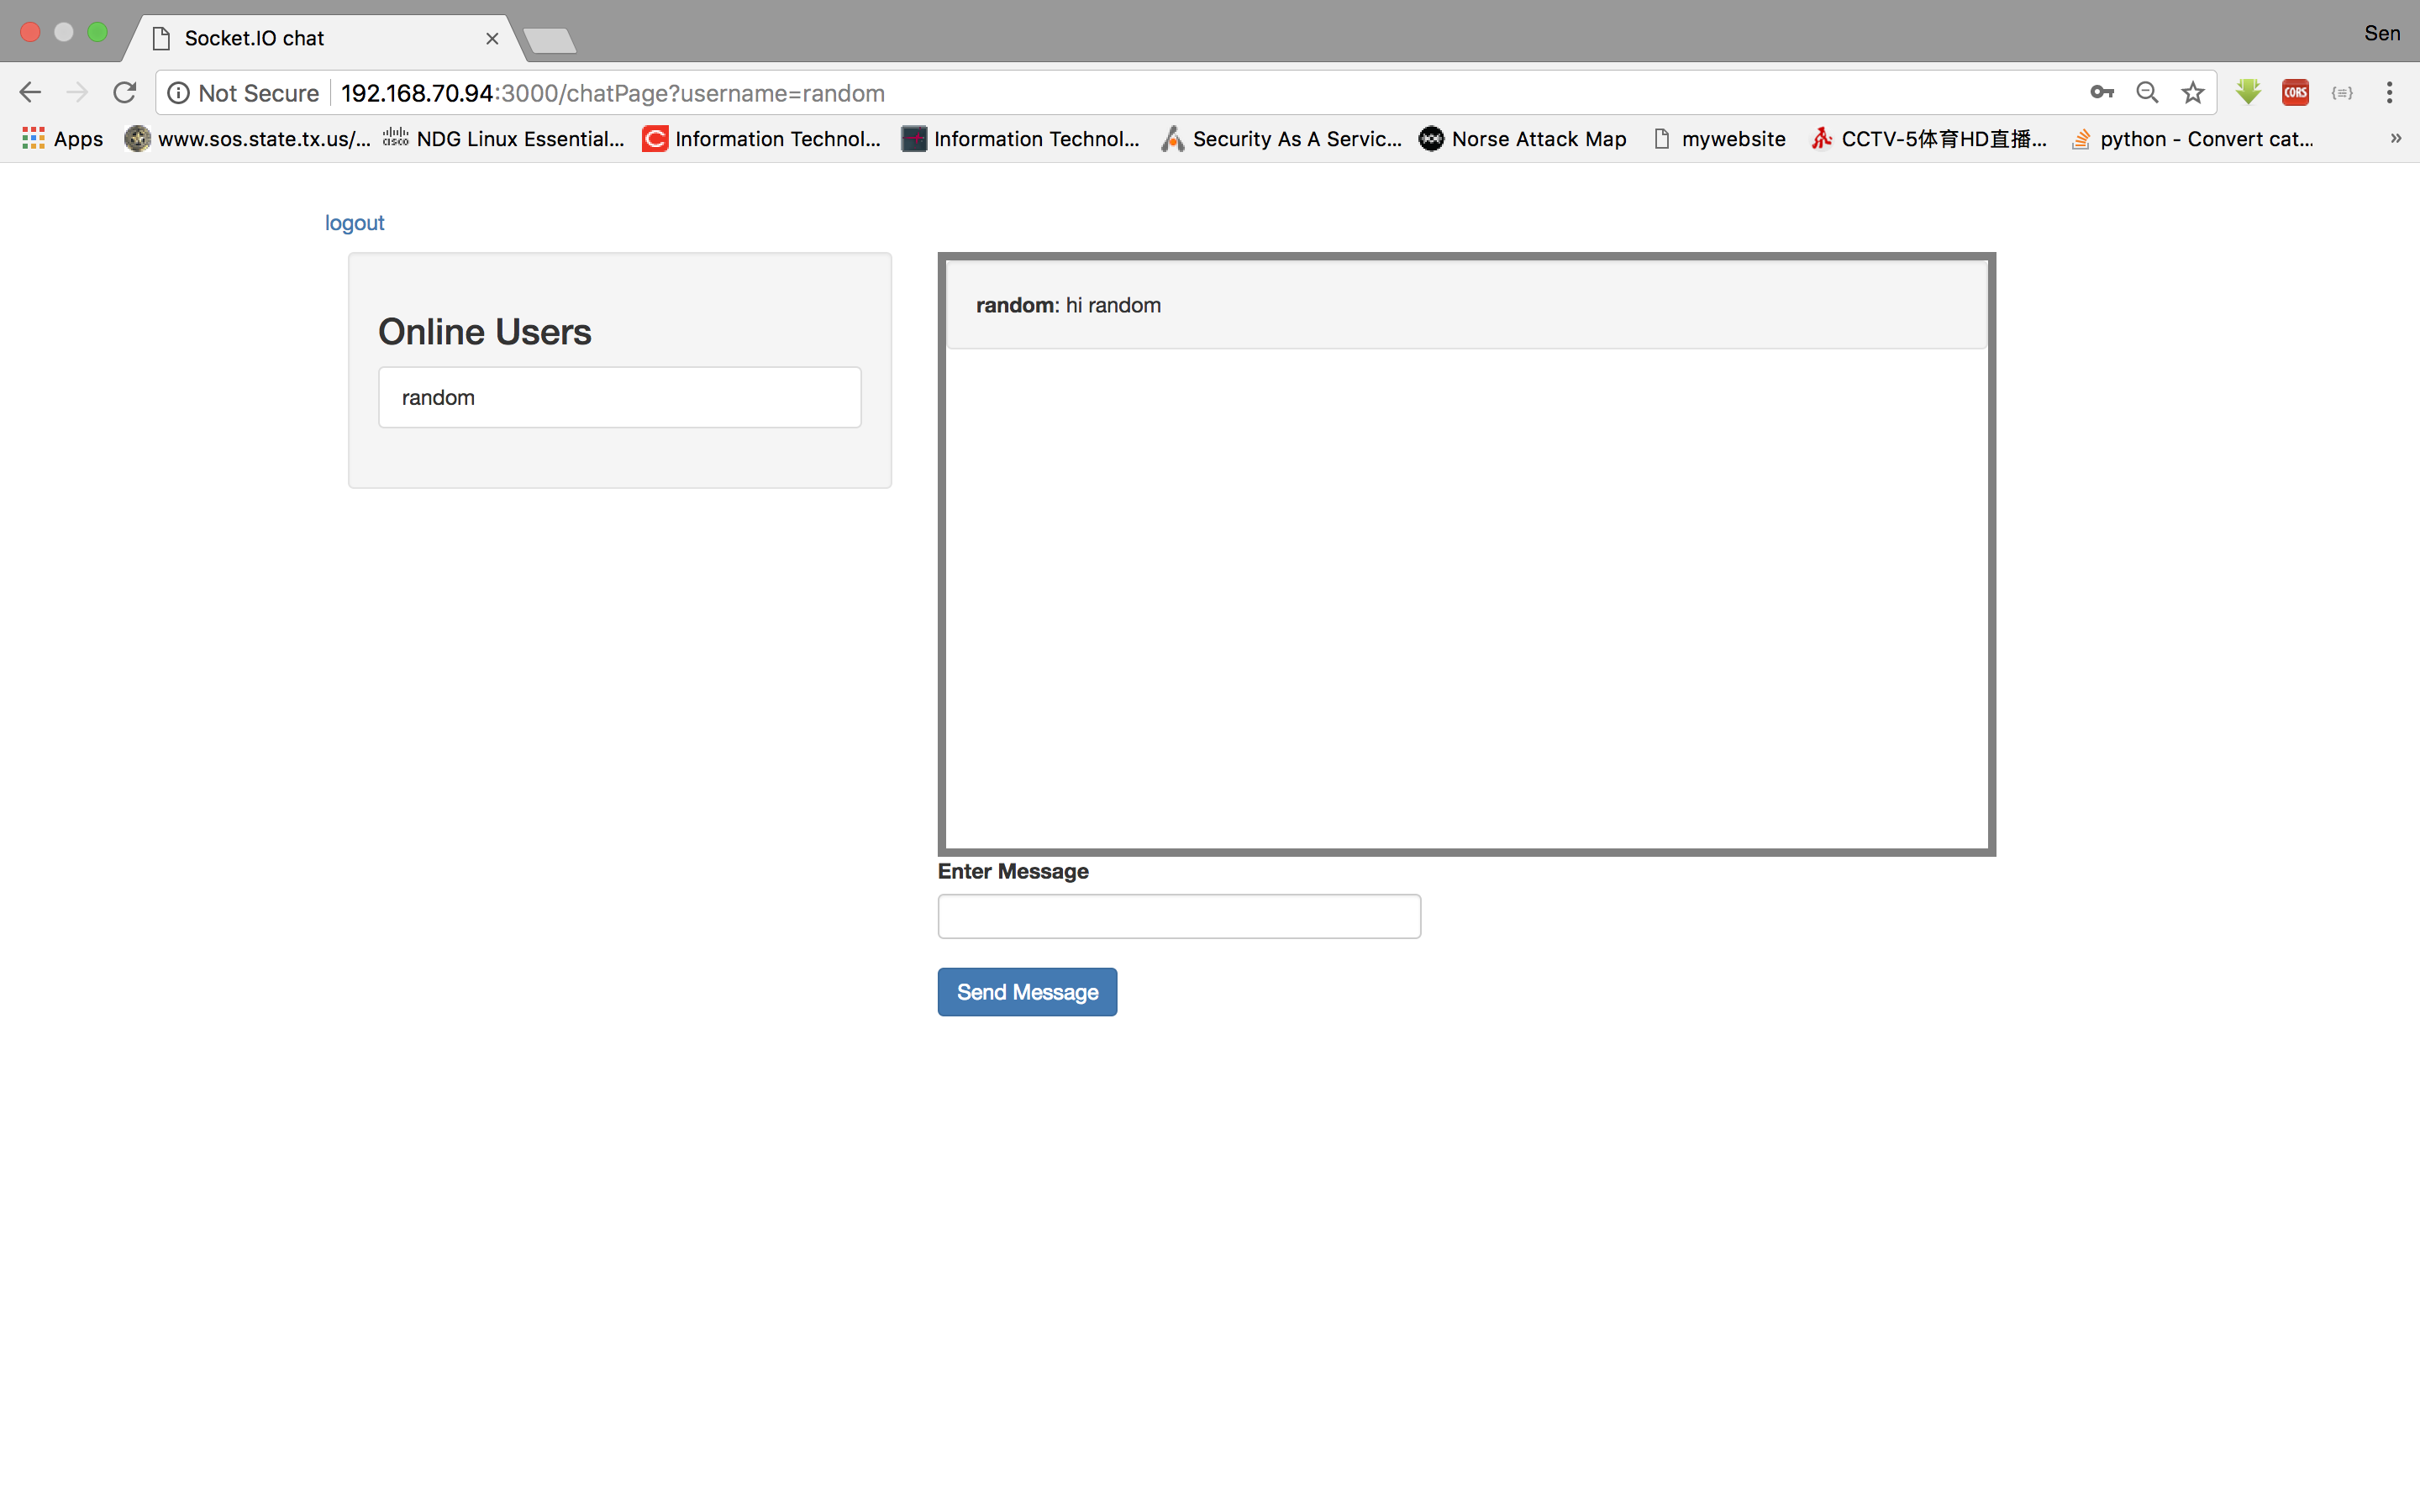 Socket.IO chat
Sen
Not Secure 192.168.70.94:3000/chatPage?username=random
CORS
Apps www.sos.state.tx.us/... cisco NDG Linux Essential... Information Technol... Information Technol... Security As A Servic... Norse Attack Map mywebsite CCTV-5体育HD直播... python - Convert cat... »
logout
Online Users
random
random: hi random
Enter Message
Send Message